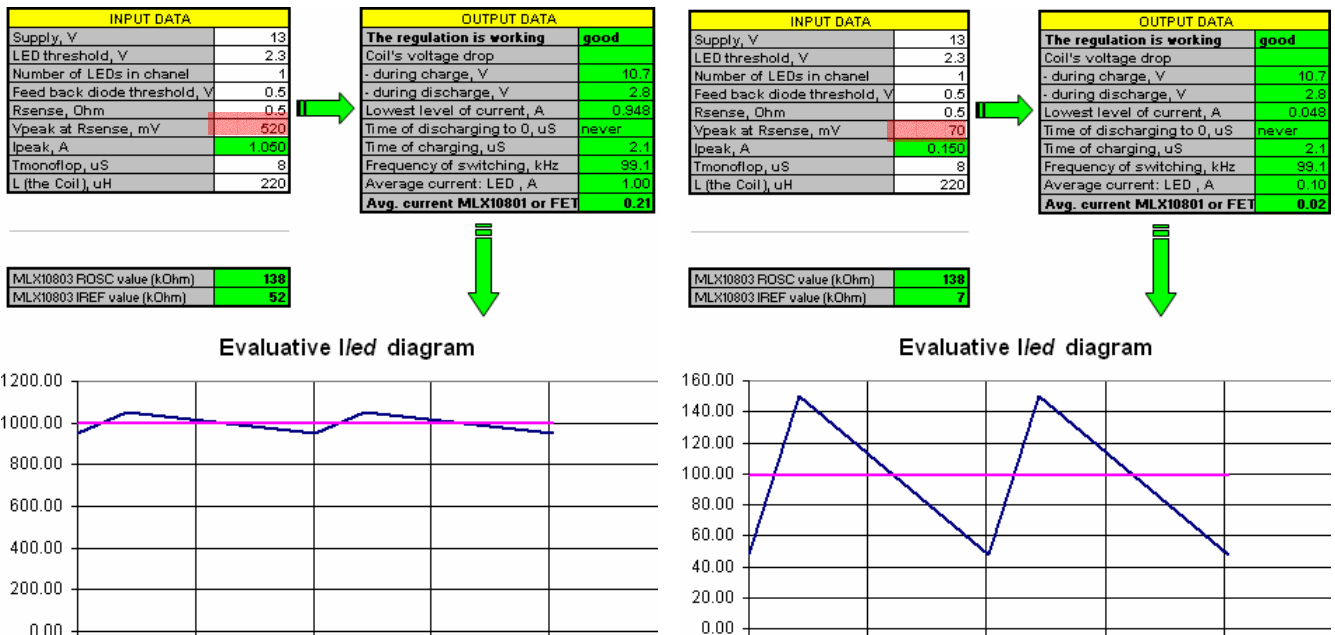 INPUT DATA
Supply, V 13
LED threshold, V 2.3
Number of LEDs in chanel 1
Feed back diode threshold, V 0.5
Rsense, Ohm 0.5
Vpeak at Rsense, mV 520
Ipeak, A 1.050
Tmonoflop, uS 8
L (the Coil), uH 220
OUTPUT DATA
The regulation is working good
Coil's voltage drop
- during charge, V 10.7
- during discharge, V 2.8
Lowest level of current, A 0.948
Time of discharging to 0, uS never
Time of charging, uS 2.1
Frequency of switching, kHz 99.1
Average current: LED , A 1.00
Avg. current MLX10801 or FET 0.21
MLX10803 ROSC value (kOhm) 138
MLX10803 IREF value (kOhm) 52
Evaluative Iled diagram
1200.00
1000.00
800.00
600.00
400.00
200.00
0.00
INPUT DATA
Supply, V 13
LED threshold, V 2.3
Number of LEDs in chanel 1
Feed back diode threshold, V 0.5
Rsense, Ohm 0.5
Vpeak at Rsense, mV 70
Ipeak, A 0.150
Tmonoflop, uS 8
L (the Coil), uH 220
OUTPUT DATA
The regulation is working good
Coil's voltage drop
- during charge, V 10.7
- during discharge, V 2.8
Lowest level of current, A 0.048
Time of discharging to 0, uS never
Time of charging, uS 2.1
Frequency of switching, kHz 99.1
Average current: LED , A 0.10
Avg. current MLX10801 or FET 0.02
MLX10803 ROSC value (kOhm) 138
MLX10803 IREF value (kOhm) 7
Evaluative Iled diagram
160.00
140.00
120.00
100.00
80.00
60.00
40.00
20.00
0.00